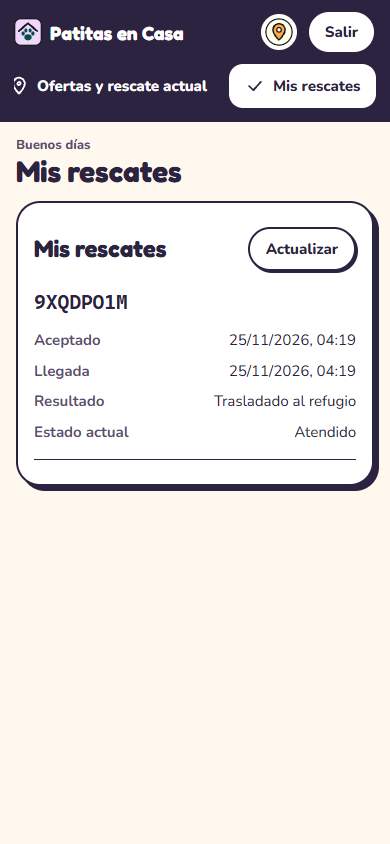 Patitas en Casa
Salir
Ofertas y rescate actual
Mis rescates
Buenos días
Mis rescates
Mis rescates
Actualizar
9XQDPO1M
Aceptado 25/11/2026, 04:19
Llegada 25/11/2026, 04:19
Resultado Trasladado al refugio
Estado actual Atendido